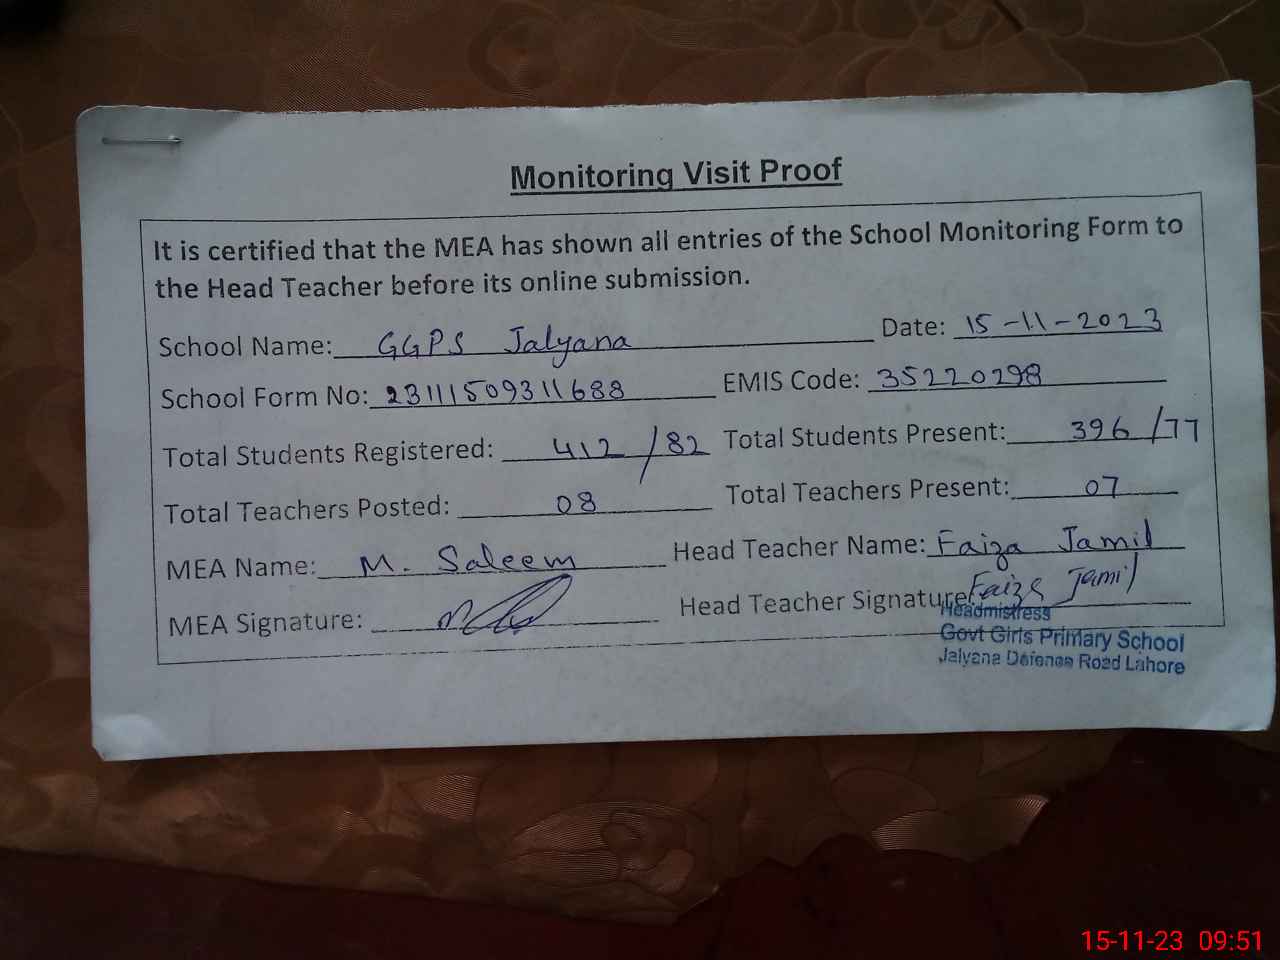 Monitoring Visit Proof
It is certified that the MEA has shown all entries of the School Monitoring Form to
the Head Teacher before its online submission.
School Name: GGPS Jalyana Date: 15-11-2023
School Form No: 23111509311688 EMIS Code: 35220298
Total Students Registered: 412/82 Total Students Present: 396/77
Total Teachers Posted: 08 Total Teachers Present: 07
MEA Name: M. Saleem Head Teacher Name: Faiza Jamil
MEA Signature: Head Teacher Signature: Faiza Jamil
Headmistress
Govt Girls Primary School
Jalyana Defence Road Lahore
15-11-23 09:51